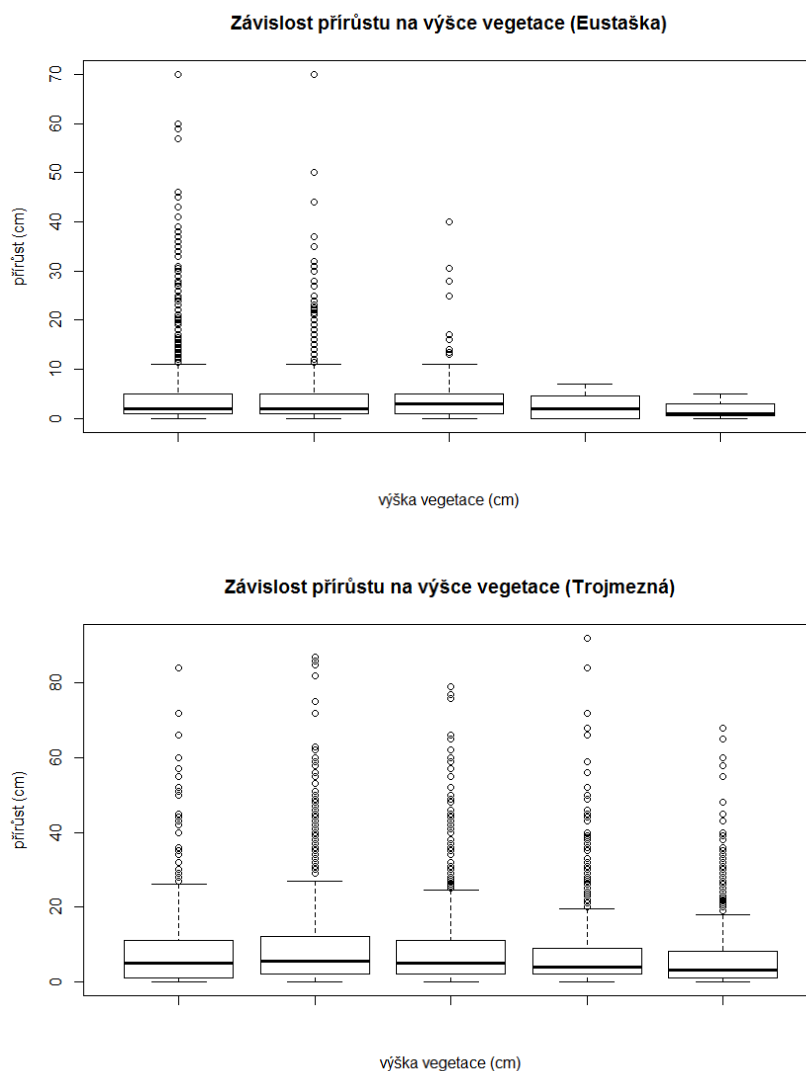 Závislost přírůstu na výšce vegetace (Eustaška)
70
60
50
40
30
20
10
0
přírůst (cm)
výška vegetace (cm)
Závislost přírůstu na výšce vegetace (Trojmezná)
80
60
40
20
0
přírůst (cm)
výška vegetace (cm)